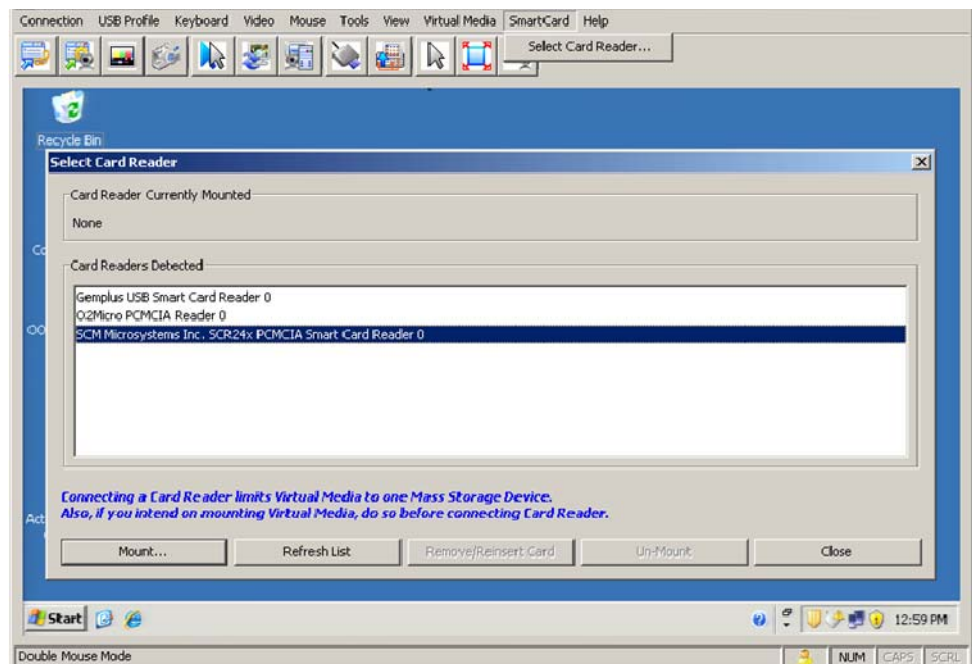 Connection USB Profile Keyboard Video Mouse Tools View Virtual Media SmartCard Help
Select Card Reader...
Recycle Bin
Select Card Reader
Card Reader Currently Mounted
None
Card Readers Detected
Gemplus USB Smart Card Reader 0
O2Micro PCMCIA Reader 0
SCM Microsystems Inc. SCR24x PCMCIA Smart Card Reader 0
Connecting a Card Reader limits Virtual Media to one Mass Storage Device.
Also, if you intend on mounting Virtual Media, do so before connecting Card Reader.
Mount... Refresh List Remove/Reinsert Card Un-Mount Close
Start 12:59 PM
Double Mouse Mode NUM CAPS SCRL